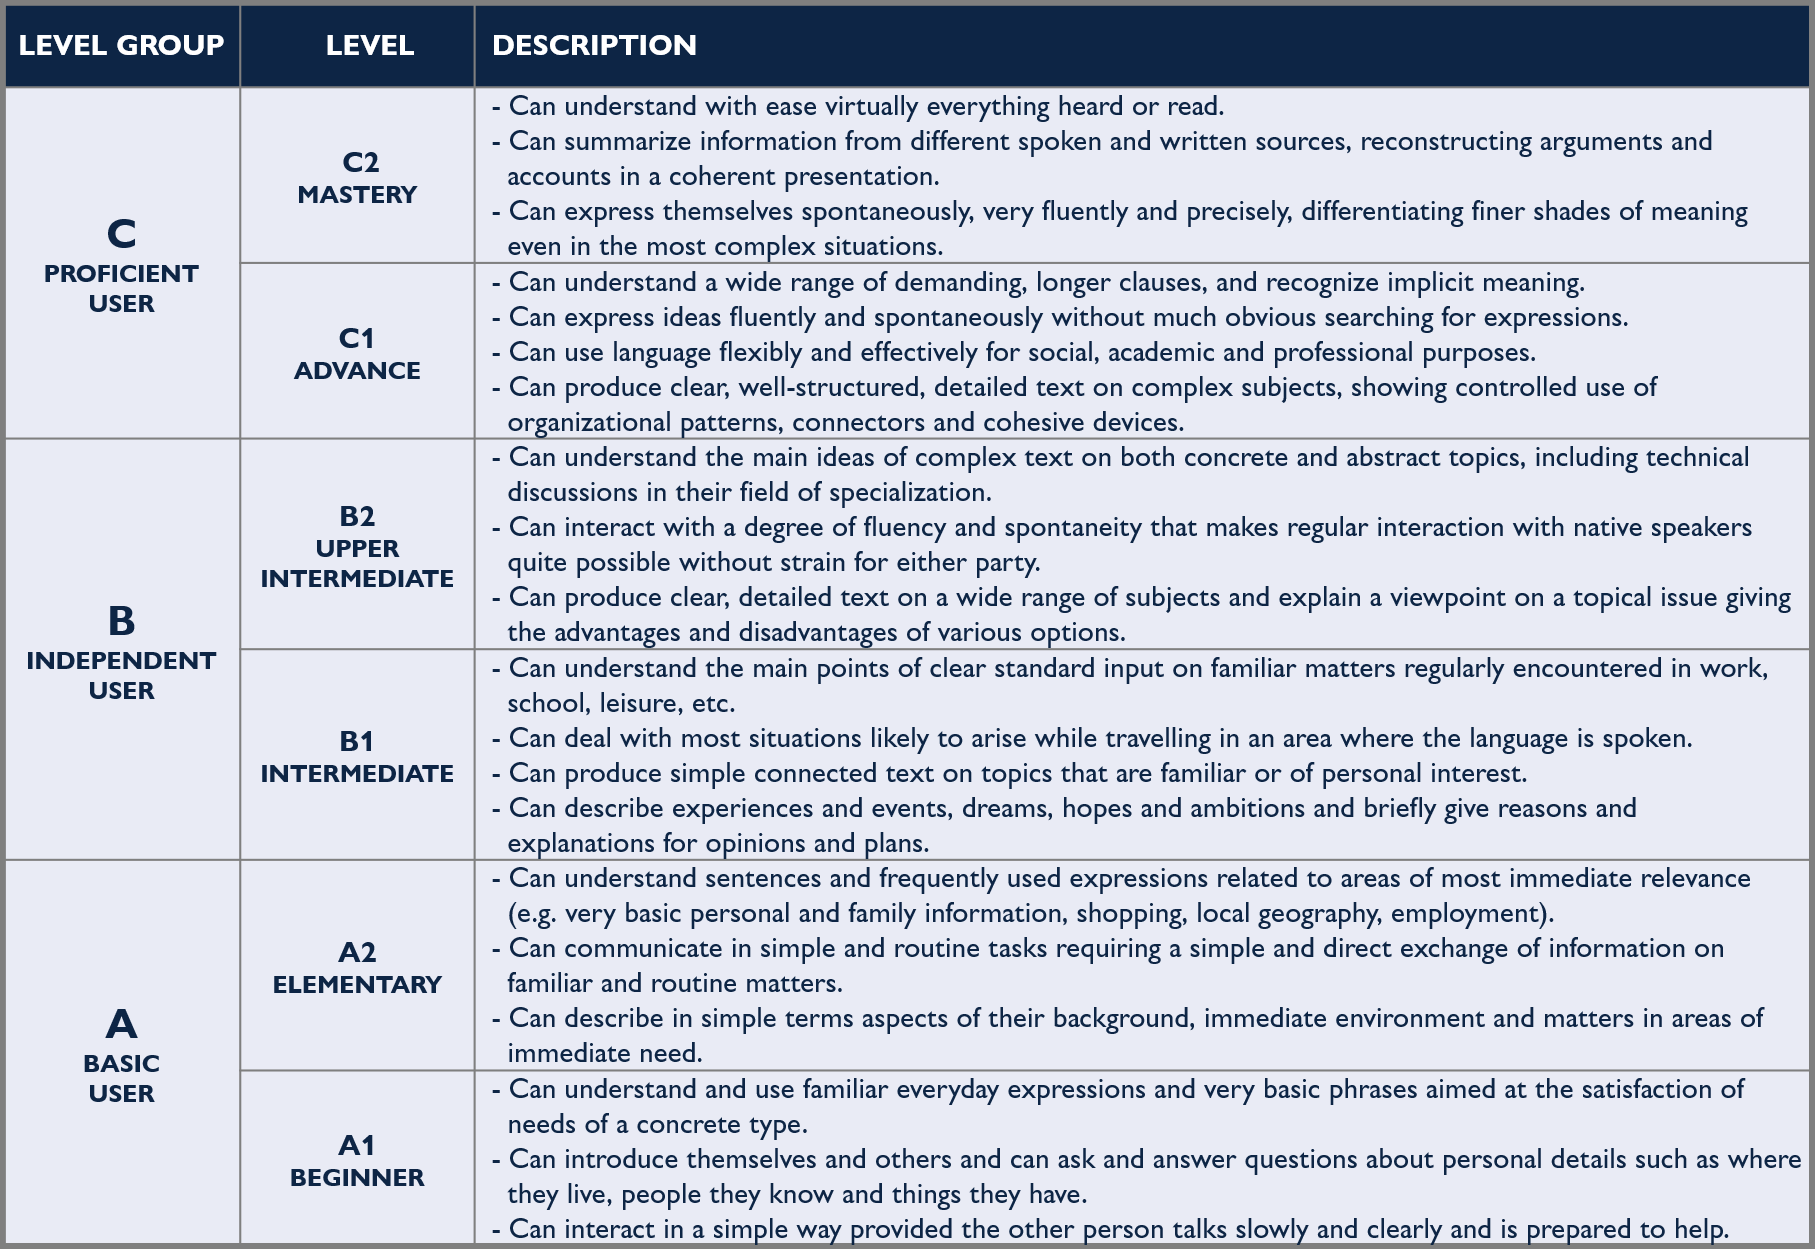 LEVEL GROUP LEVEL DESCRIPTION
C
PROFICIENT
USER
C2
MASTERY
- Can understand with ease virtually everything heard or read.
- Can summarize information from different spoken and written sources, reconstructing arguments and
accounts in a coherent presentation.
- Can express themselves spontaneously, very fluently and precisely, differentiating finer shades of meaning
even in the most complex situations.
C1
ADVANCE
- Can understand a wide range of demanding, longer clauses, and recognize implicit meaning.
- Can express ideas fluently and spontaneously without much obvious searching for expressions.
- Can use language flexibly and effectively for social, academic and professional purposes.
- Can produce clear, well-structured, detailed text on complex subjects, showing controlled use of
organizational patterns, connectors and cohesive devices.
B
INDEPENDENT
USER
B2
UPPER
INTERMEDIATE
- Can understand the main ideas of complex text on both concrete and abstract topics, including technical
discussions in their field of specialization.
- Can interact with a degree of fluency and spontaneity that makes regular interaction with native speakers
quite possible without strain for either party.
- Can produce clear, detailed text on a wide range of subjects and explain a viewpoint on a topical issue giving
the advantages and disadvantages of various options.
B1
INTERMEDIATE
- Can understand the main points of clear standard input on familiar matters regularly encountered in work,
school, leisure, etc.
- Can deal with most situations likely to arise while travelling in an area where the language is spoken.
- Can produce simple connected text on topics that are familiar or of personal interest.
- Can describe experiences and events, dreams, hopes and ambitions and briefly give reasons and
explanations for opinions and plans.
A
BASIC
USER
A2
ELEMENTARY
- Can understand sentences and frequently used expressions related to areas of most immediate relevance
(e.g. very basic personal and family information, shopping, local geography, employment).
- Can communicate in simple and routine tasks requiring a simple and direct exchange of information on
familiar and routine matters.
- Can describe in simple terms aspects of their background, immediate environment and matters in areas of
immediate need.
A1
BEGINNER
- Can understand and use familiar everyday expressions and very basic phrases aimed at the satisfaction of
needs of a concrete type.
- Can introduce themselves and others and can ask and answer questions about personal details such as where
they live, people they know and things they have.
- Can interact in a simple way provided the other person talks slowly and clearly and is prepared to help.